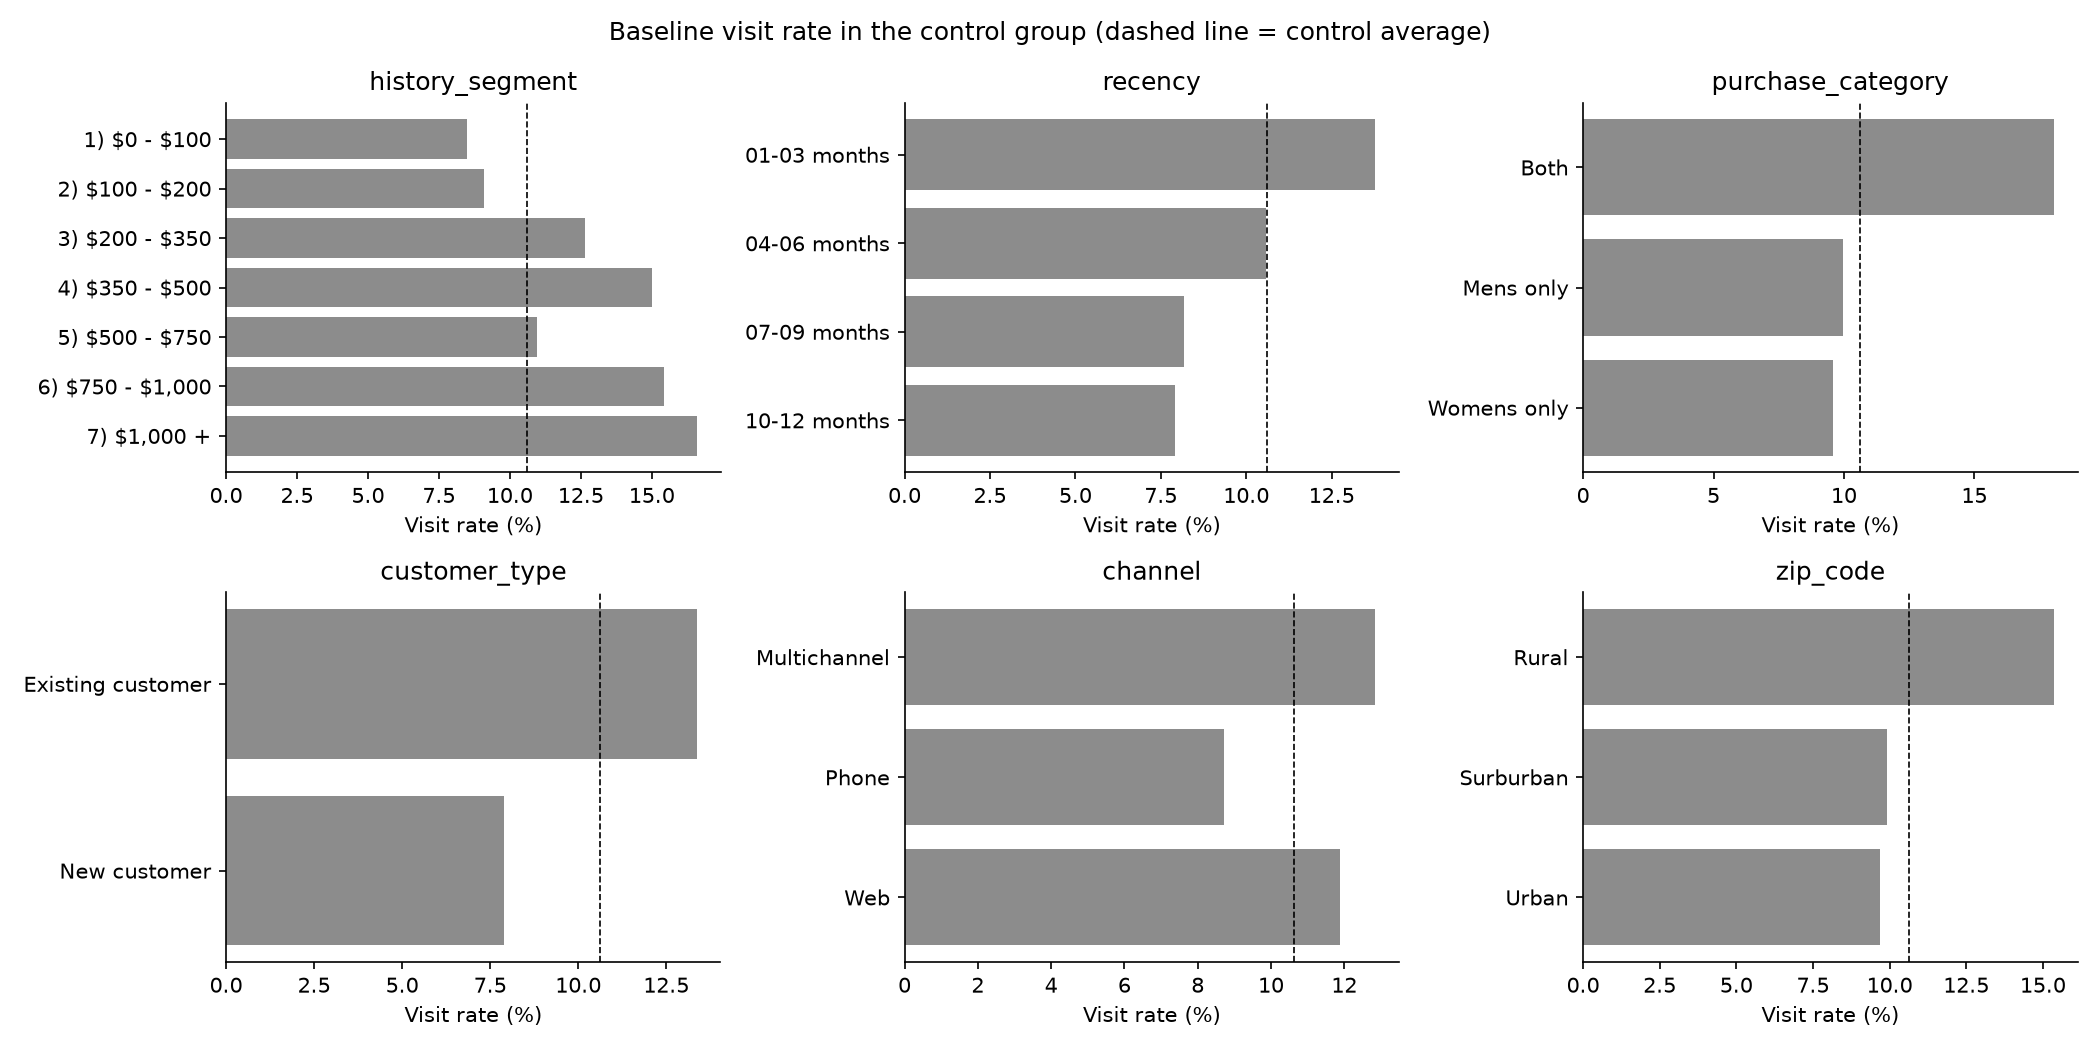 Baseline visit rate in the control group (dashed line = control average)
history_segment
1) $0 - $100
2) $100 - $200
3) $200 - $350
4) $350 - $500
5) $500 - $750
6) $750 - $1,000
7) $1,000 +
0.0 2.5 5.0 7.5 10.0 12.5 15.0
Visit rate (%)
recency
01-03 months
04-06 months
07-09 months
10-12 months
0.0 2.5 5.0 7.5 10.0 12.5
Visit rate (%)
purchase_category
Both
Mens only
Womens only
0 5 10 15
Visit rate (%)
customer_type
Existing customer
New customer
0.0 2.5 5.0 7.5 10.0 12.5
Visit rate (%)
channel
Multichannel
Phone
Web
0 2 4 6 8 10 12
Visit rate (%)
zip_code
Rural
Surburban
Urban
0.0 2.5 5.0 7.5 10.0 12.5 15.0
Visit rate (%)